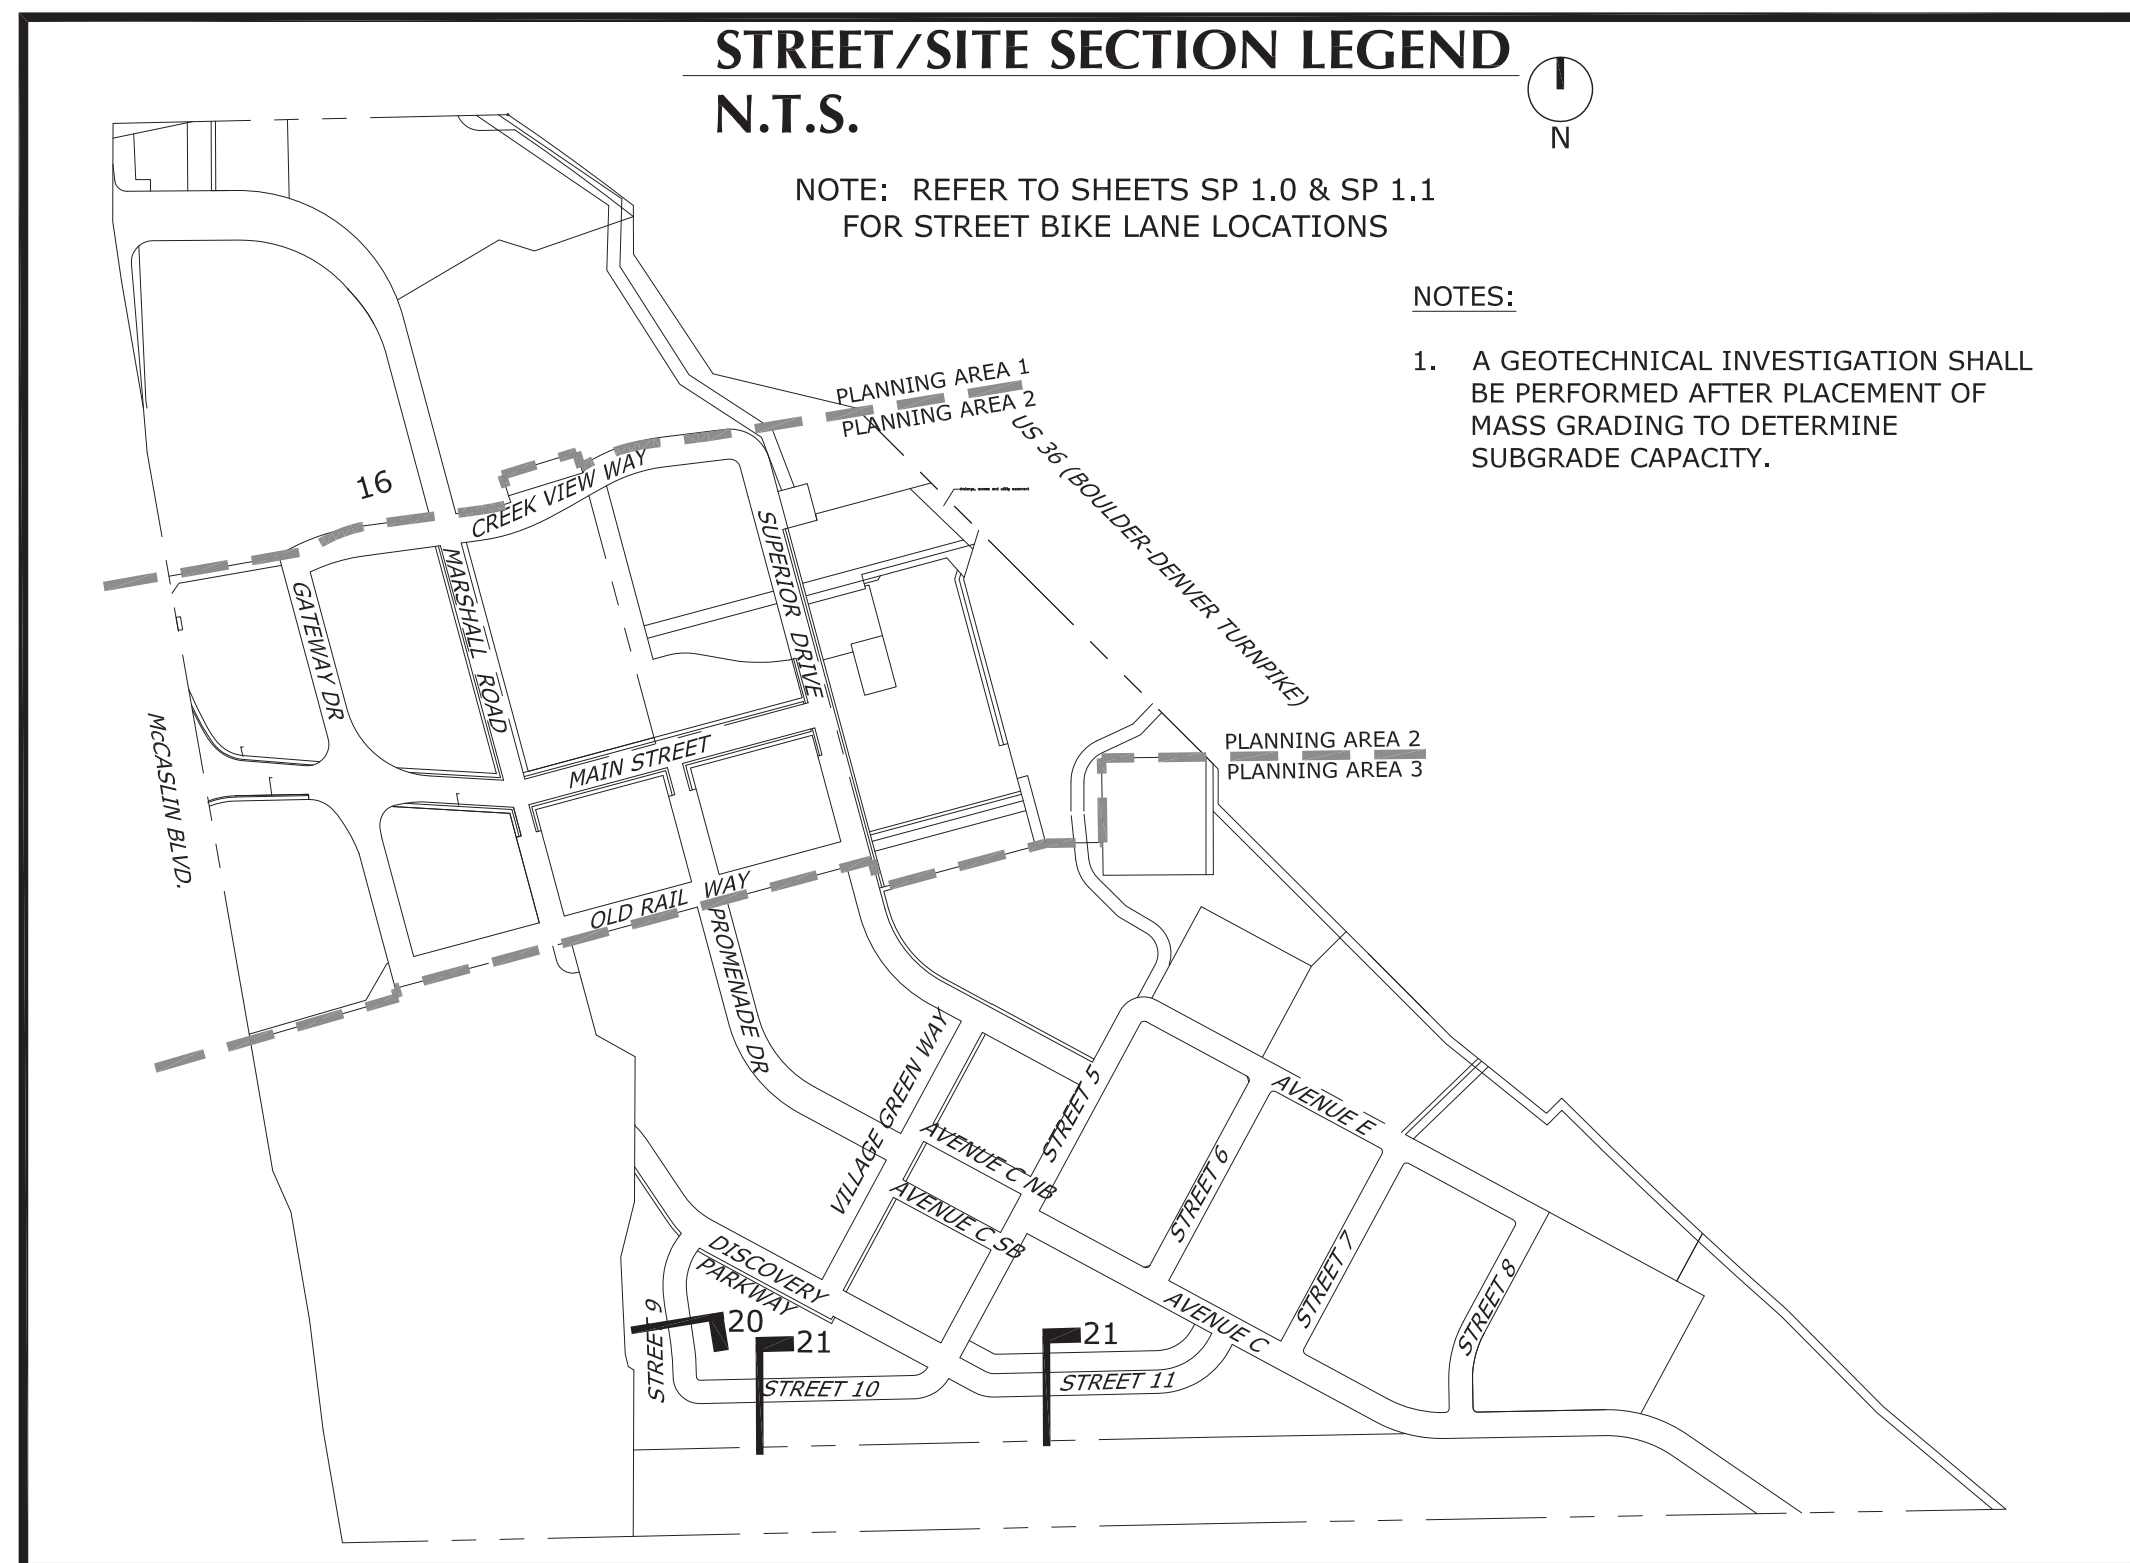 STREET/SITE SECTION LEGEND
N.T.S.
N
NOTE: REFER TO SHEETS SP 1.0 & SP 1.1
FOR STREET BIKE LANE LOCATIONS
NOTES:
1. A GEOTECHNICAL INVESTIGATION SHALL
BE PERFORMED AFTER PLACEMENT OF
MASS GRADING TO DETERMINE
SUBGRADE CAPACITY.
PLANNING AREA 1
PLANNING AREA 2
US 36 (BOULDER-DENVER TURNPIKE)
16
CREEK VIEW WAY
SUPERIOR DRIVE
MARSHALL ROAD
GATEWAY DR
McCASLIN BLVD.
MAIN STREET
PLANNING AREA 2
PLANNING AREA 3
OLD RAIL WAY
PROMENADE DR
VILLAGE GREEN WAY
STREET 5
AVENUE E
AVENUE C NB
AVENUE C SB
STREET 6
STREET 7
STREET 8
DISCOVERY
PARKWAY
AVENUE C
STREET 9
20
21
21
STREET 10
STREET 11